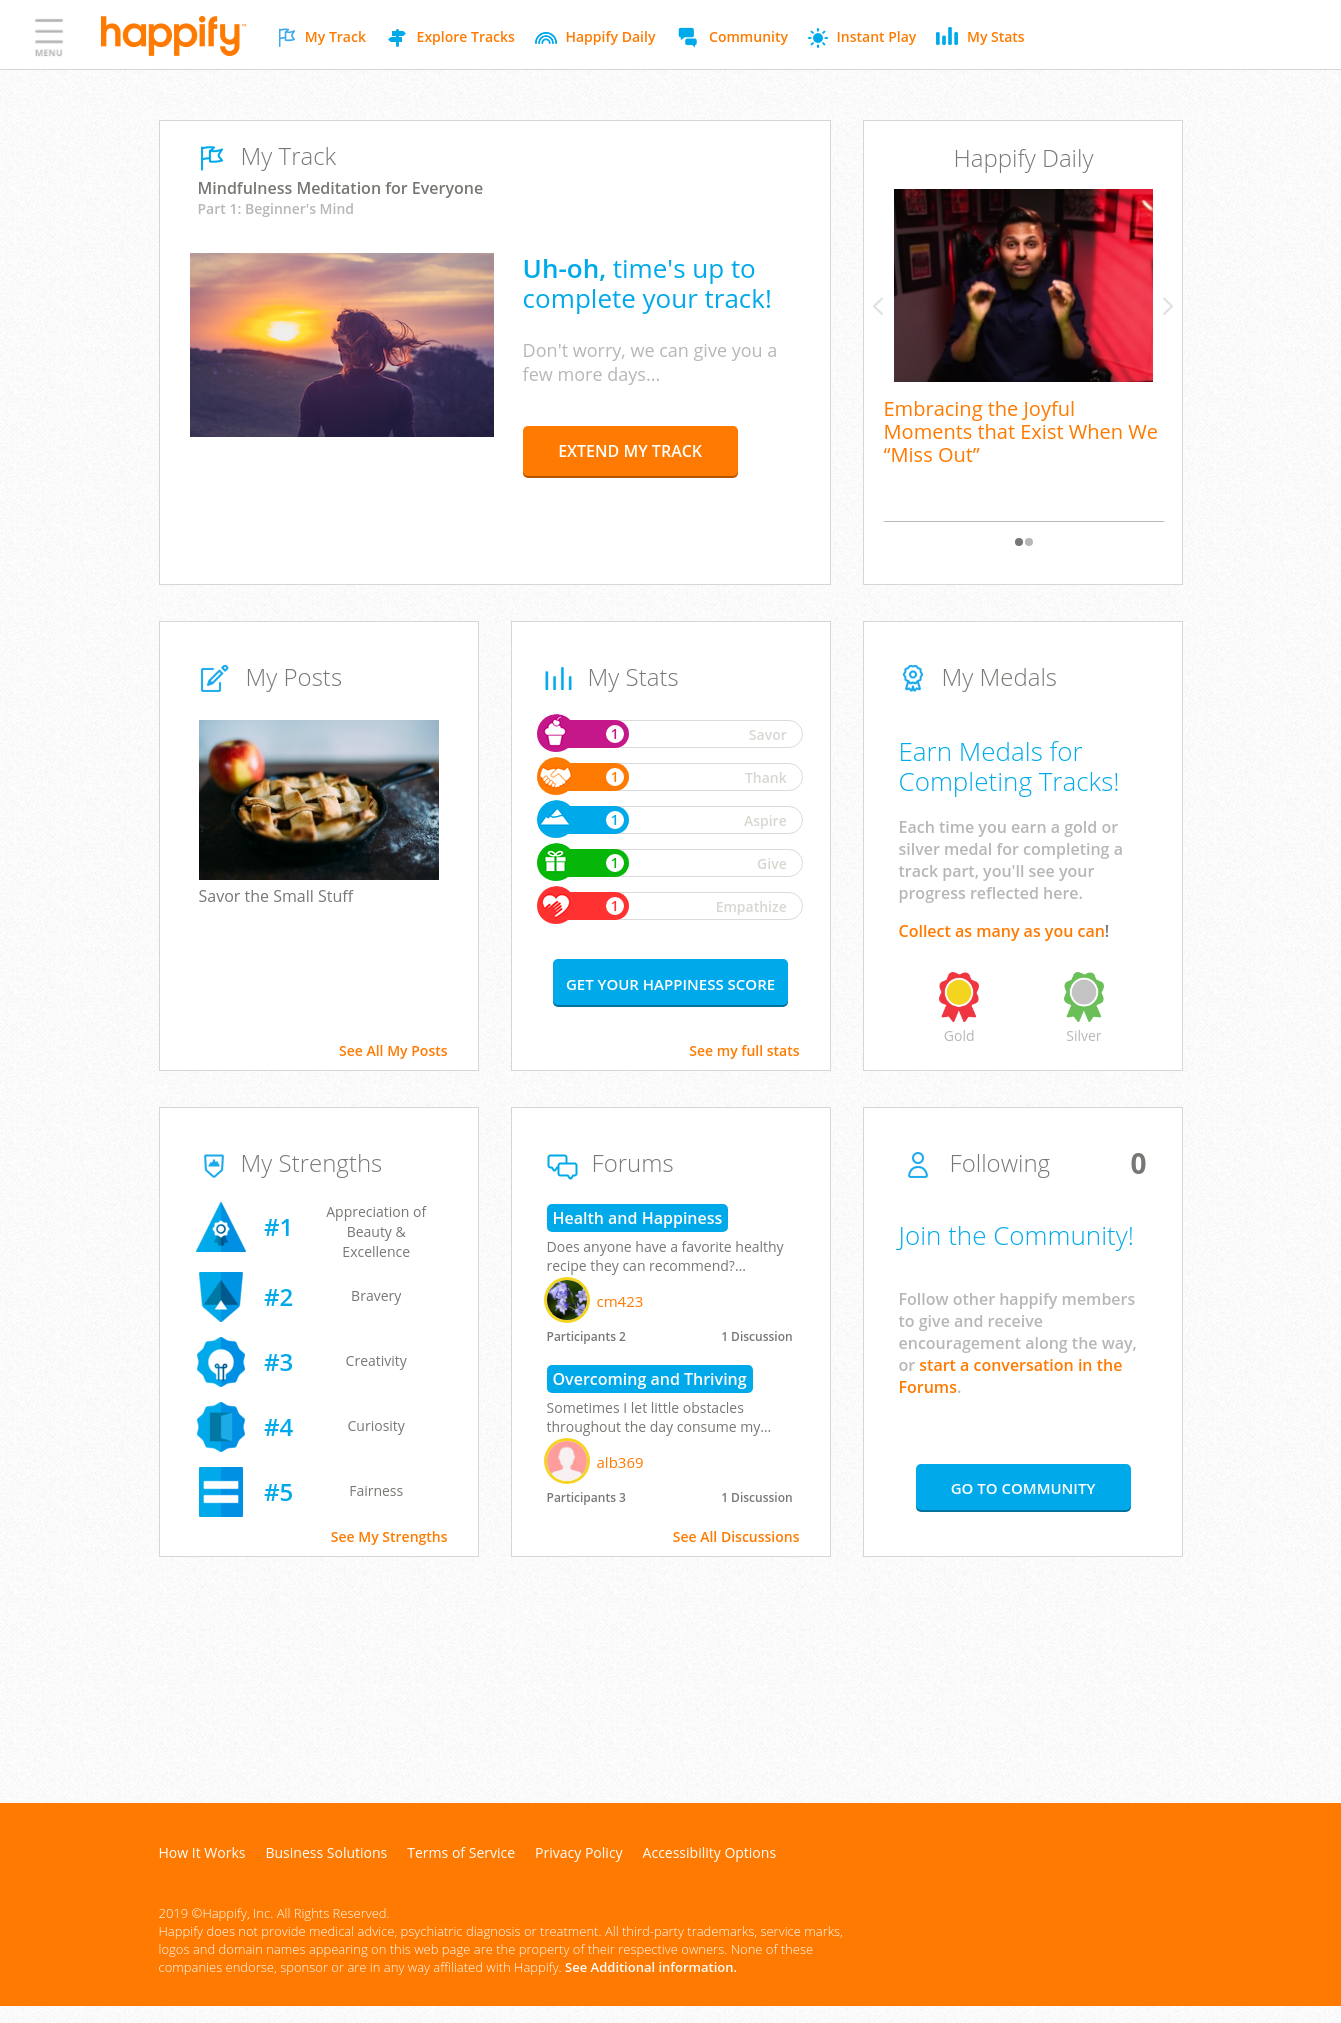 MENU
happify
My Track
Explore Tracks
Happify Daily
Community
Instant Play
My Stats
My Track
Mindfulness Meditation for Everyone
Part 1: Beginner's Mind
Uh-oh, time's up to
complete your track!
Don't worry, we can give you a
few more days...
EXTEND MY TRACK
Happify Daily
Embracing the Joyful
Moments that Exist When We
“Miss Out”
My Posts
Savor the Small Stuff
See All My Posts
My Stats
1
Savor
1
Thank
1
Aspire
1
Give
1
Empathize
GET YOUR HAPPINESS SCORE
See my full stats
My Medals
Earn Medals for
Completing Tracks!
Each time you earn a gold or
silver medal for completing a
track part, you'll see your
progress reflected here.
Collect as many as you can!
Gold
Silver
My Strengths
#1
Appreciation of
Beauty &
Excellence
#2
Bravery
#3
Creativity
#4
Curiosity
#5
Fairness
See My Strengths
Forums
Health and Happiness
Does anyone have a favorite healthy
recipe they can recommend?...
cm423
Participants 2
1 Discussion
Overcoming and Thriving
Sometimes I let little obstacles
throughout the day consume my...
alb369
Participants 3
1 Discussion
See All Discussions
Following
0
Join the Community!
Follow other happify members
to give and receive
encouragement along the way,
or start a conversation in the
Forums.
GO TO COMMUNITY
How It Works
Business Solutions
Terms of Service
Privacy Policy
Accessibility Options
2019 ©Happify, Inc. All Rights Reserved.
Happify does not provide medical advice, psychiatric diagnosis or treatment. All third-party trademarks, service marks,
logos and domain names appearing on this web page are the property of their respective owners. None of these
companies endorse, sponsor or are in any way affiliated with Happify. See Additional information.